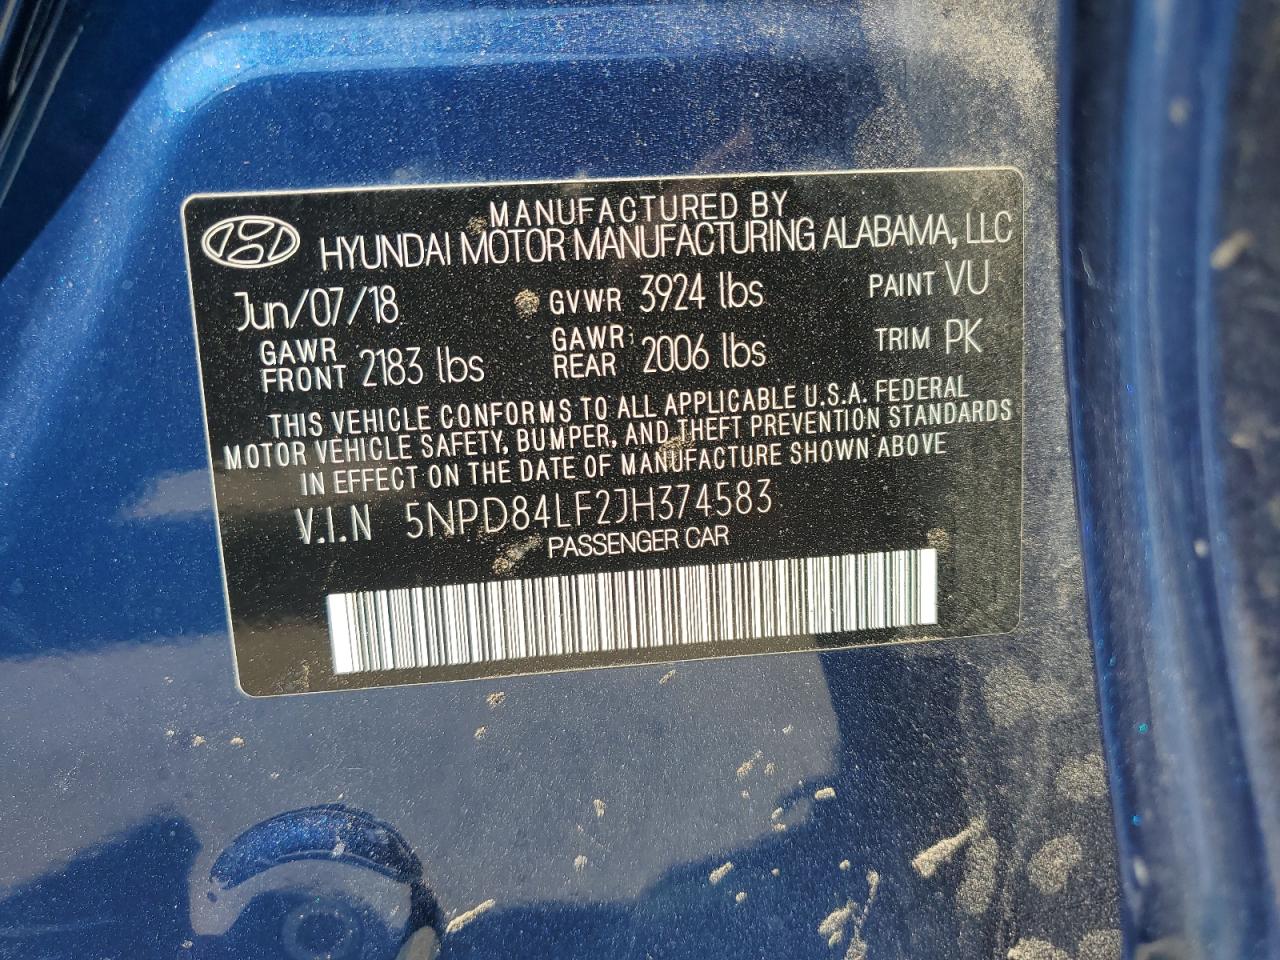 MANUFACTURED BY
HYUNDAI MOTOR MANUFACTURING ALABAMA, LLC
Jun/07/18 GVWR 3924 lbs PAINT VU
GAWR FRONT 2183 lbs GAWR REAR 2006 lbs TRIM PK
THIS VEHICLE CONFORMS TO ALL APPLICABLE U.S.A. FEDERAL
MOTOR VEHICLE SAFETY, BUMPER, AND THEFT PREVENTION STANDARDS
IN EFFECT ON THE DATE OF MANUFACTURE SHOWN ABOVE
V.I.N 5NPD84LF2JH374583
PASSENGER CAR